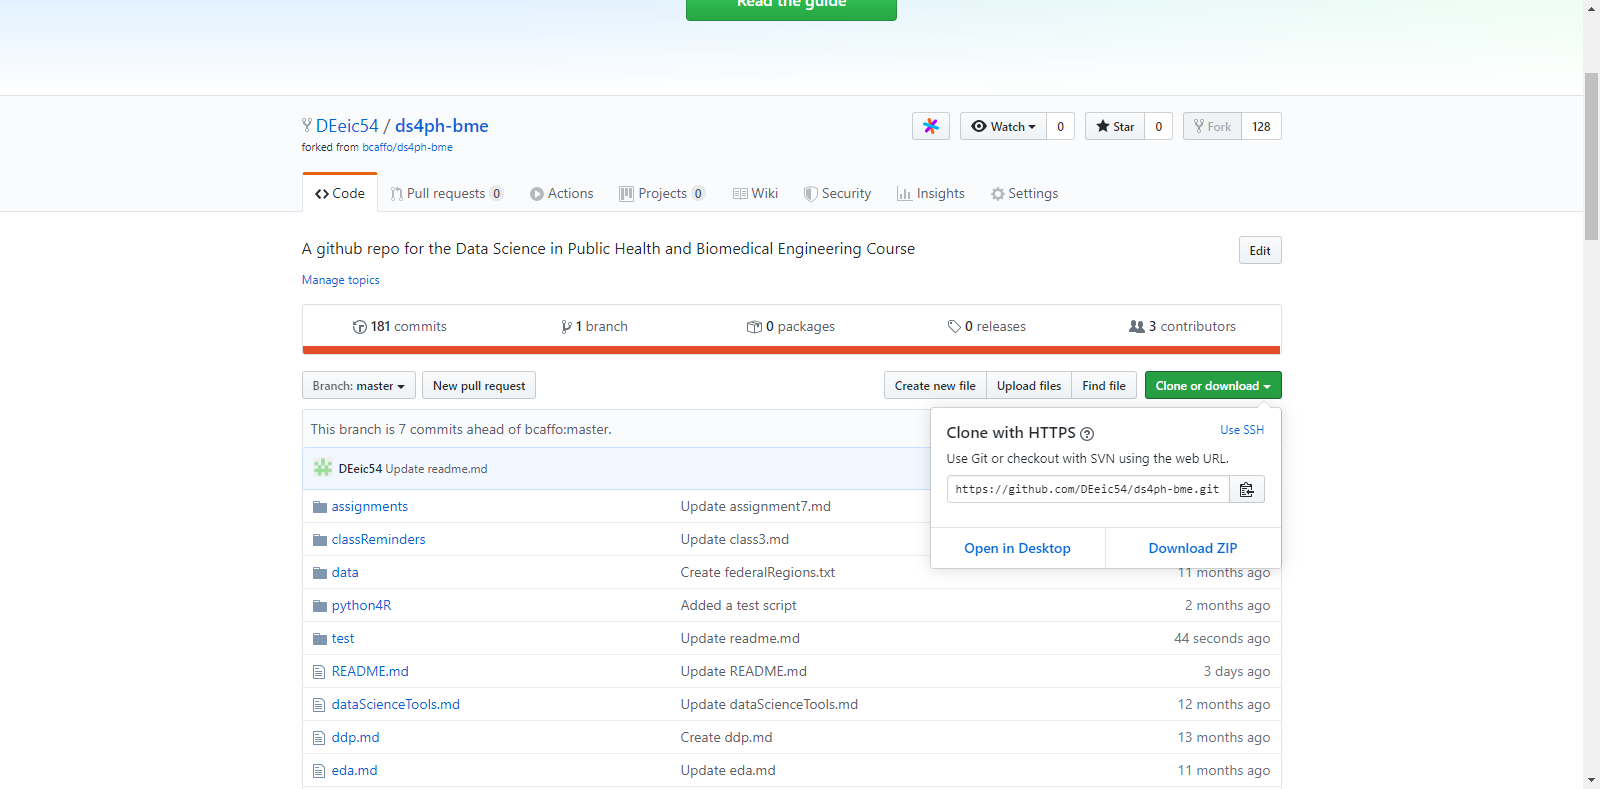 Read the guide
DEeic54 / ds4ph-bme
Watch 0 Star 0 Fork 128
forked from bcaffo/ds4ph-bme
Code Pull requests 0 Actions Projects 0 Wiki Security Insights Settings
A github repo for the Data Science in Public Health and Biomedical Engineering Course Edit
Manage topics
181 commits 1 branch 0 packages 0 releases 3 contributors
Branch: master New pull request Create new file Upload files Find file Clone or download
This branch is 7 commits ahead of bcaffo:master.
Clone with HTTPS ? Use SSH
Use Git or checkout with SVN using the web URL.
https://github.com/DEeic54/ds4ph-bme.git
Open in Desktop Download ZIP
DEeic54 Update readme.md
assignments Update assignment7.md
classReminders Update class3.md
data Create federalRegions.txt 11 months ago
python4R Added a test script 2 months ago
test Update readme.md 44 seconds ago
README.md Update README.md 3 days ago
dataScienceTools.md Update dataScienceTools.md 12 months ago
ddp.md Create ddp.md 13 months ago
eda.md Update eda.md 11 months ago